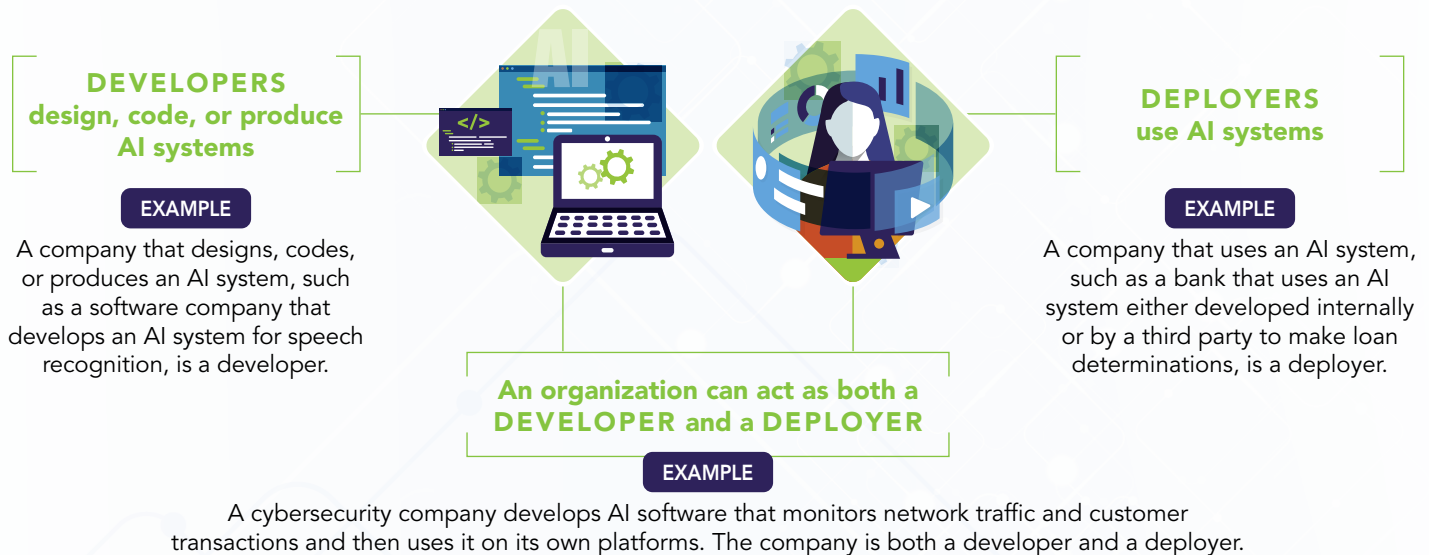 DEVELOPERS
design, code, or produce
AI systems
EXAMPLE
A company that designs, codes,
or produces an AI system, such
as a software company that
develops an AI system for speech
recognition, is a developer.
AI
</>
DEPLOYERS
use AI systems
EXAMPLE
A company that uses an AI system,
such as a bank that uses an AI
system either developed internally
or by a third party to make loan
determinations, is a deployer.
An organization can act as both a
DEVELOPER and a DEPLOYER
EXAMPLE
A cybersecurity company develops AI software that monitors network traffic and customer
transactions and then uses it on its own platforms. The company is both a developer and a deployer.